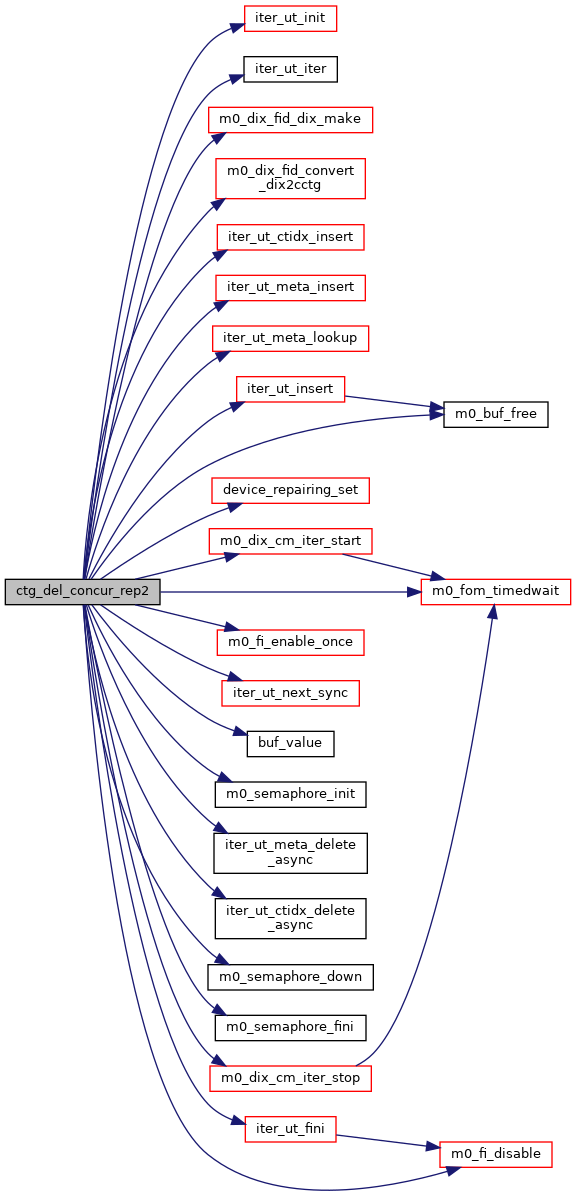 iter_ut_init
iter_ut_iter
m0_dix_fid_dix_make
m0_dix_fid_convert
_dix2cctg
iter_ut_ctidx_insert
iter_ut_meta_insert
iter_ut_meta_lookup
iter_ut_insert
m0_buf_free
device_repairing_set
m0_dix_cm_iter_start
ctg_del_concur_rep2
m0_fom_timedwait
m0_fi_enable_once
iter_ut_next_sync
buf_value
m0_semaphore_init
iter_ut_meta_delete
_async
iter_ut_ctidx_delete
_async
m0_semaphore_down
m0_semaphore_fini
m0_dix_cm_iter_stop
iter_ut_fini
m0_fi_disable